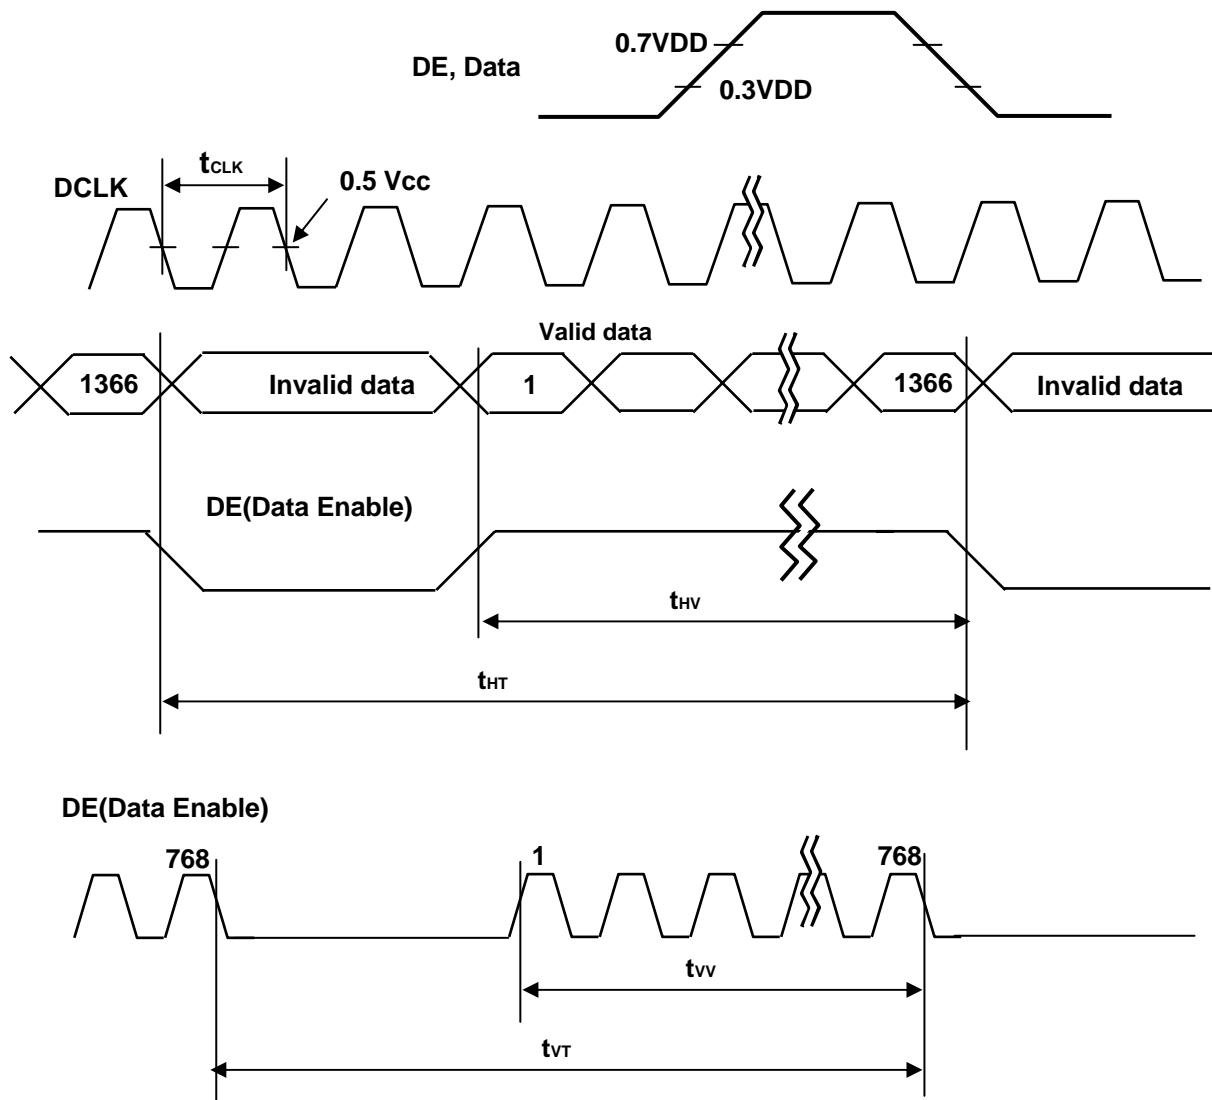 0.7VDD
DE, Data
0.3VDD
tCLK
DCLK
0.5 Vcc
Valid data
1366
Invalid data
1
1366
Invalid data
DE(Data Enable)
tHV
tHT
DE(Data Enable)
768
1
768
tVV
tVT